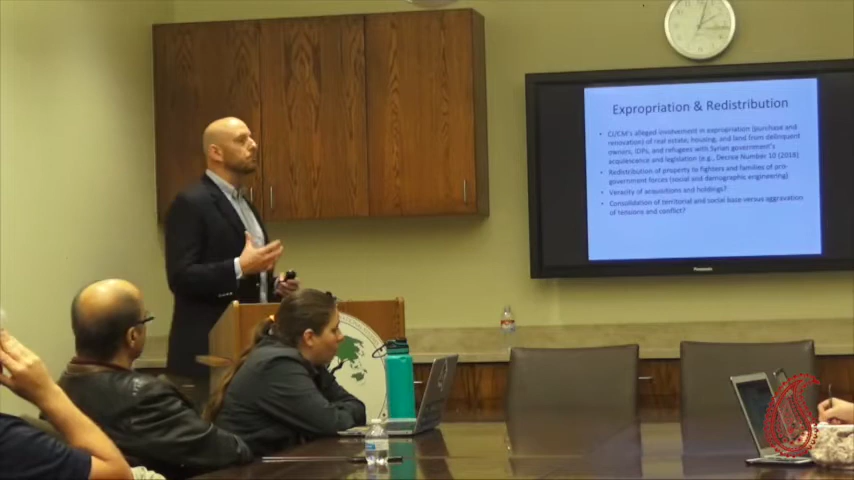 Expropriation & Redistribution
• CI/CM's alleged involvement in expropriation (purchase and
renovation) of real estate, housing, and land from delinquent
owners, IDPs, and refugees with Syrian government's
acquiescence and legislation (e.g., Decree Number 10 (2018)
• Redistribution of property to fighters and families of pro-
government forces (social and demographic engineering)
• Veracity of acquisitions and holdings?
• Consolidation of territorial and social base versus aggravation
of tensions and conflict?
Panasonic